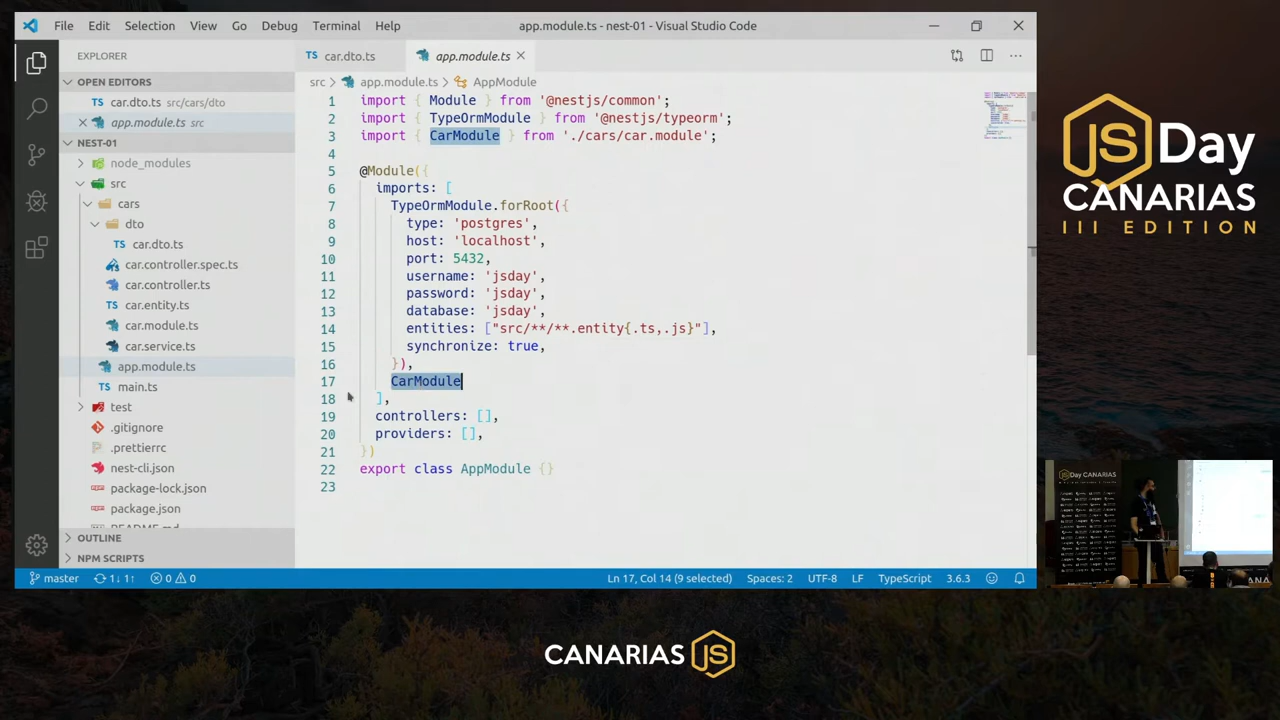 File Edit Selection View Go Debug Terminal Help
app.module.ts - nest-01 - Visual Studio Code
EXPLORER
OPEN EDITORS
car.dto.ts src/cars/dto
app.module.ts src
NEST-01
node_modules
src
cars
dto
car.dto.ts
car.controller.spec.ts
car.controller.ts
car.entity.ts
car.module.ts
car.service.ts
app.module.ts
main.ts
test
.gitignore
.prettierrc
nest-cli.json
package-lock.json
package.json
README.md
OUTLINE
NPM SCRIPTS
TS car.dto.ts
app.module.ts
src > app.module.ts > AppModule
1 import { Module } from '@nestjs/common';
2 import { TypeOrmModule } from '@nestjs/typeorm';
3 import { CarModule } from './cars/car.module';
4
5 @Module({
6 imports: [
7 TypeOrmModule.forRoot({
8 type: 'postgres',
9 host: 'localhost',
10 port: 5432,
11 username: 'jsday',
12 password: 'jsday',
13 database: 'jsday',
14 entities: ["src/**/**.entity{.ts,.js}"],
15 synchronize: true,
16 }),
17 CarModule
18 ],
19 controllers: [],
20 providers: [],
21 })
22 export class AppModule {}
23
master 1↓ 1↑ 0 0
Ln 17, Col 14 (9 selected) Spaces: 2 UTF-8 LF TypeScript 3.6.3
JS Day
CANARIAS
III EDITION
JS Day CANARIAS
CANARIAS JS